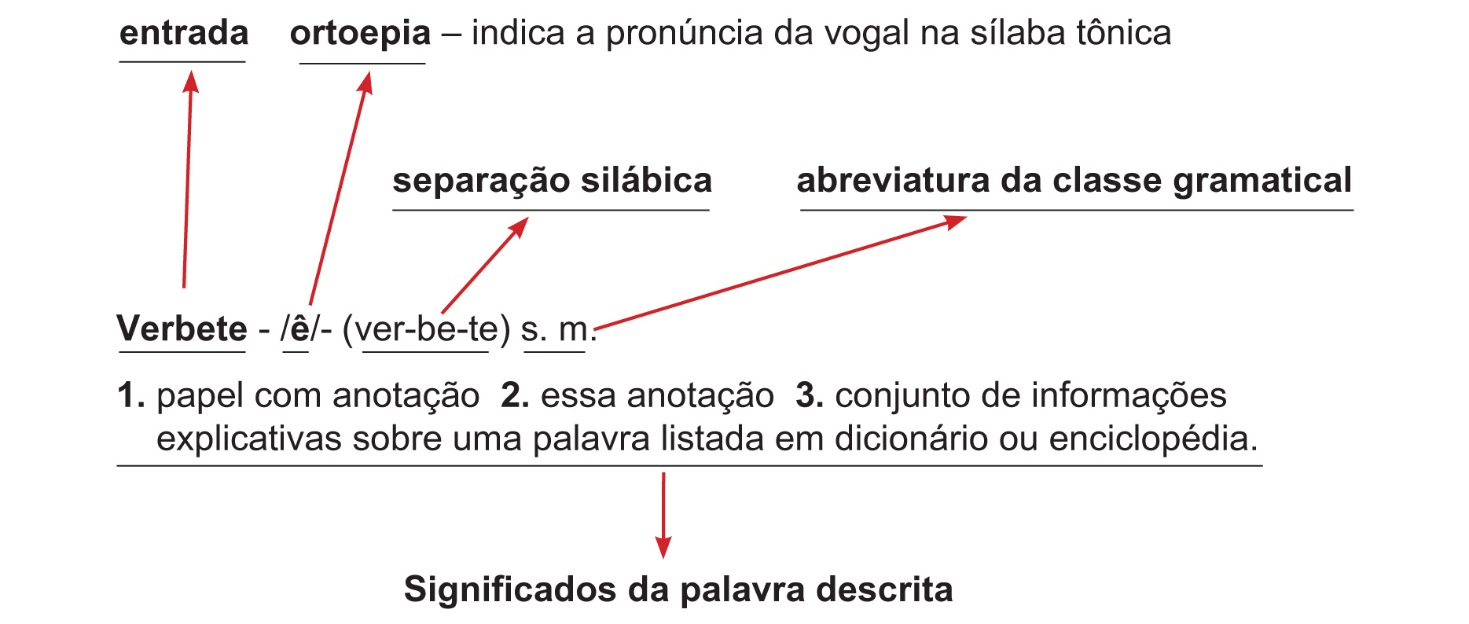 entrada ortoepia – indica a pronúncia da vogal na sílaba tônica
separação silábica abreviatura da classe gramatical
Verbete - /ê/- (ver-be-te) s. m.
1. papel com anotação 2. essa anotação 3. conjunto de informações
explicativas sobre uma palavra listada em dicionário ou enciclopédia.
Significados da palavra descrita